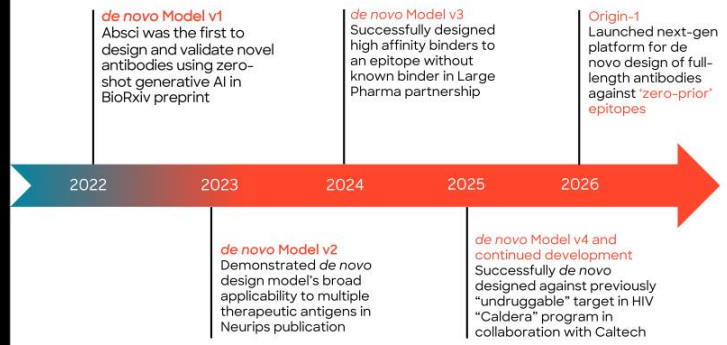 de novo Model v1
Absci was the first to
design and validate novel
antibodies using zero-
shot generative AI in
BioRxiv preprint
de novo Model v3
Successfully designed
high affinity binders to
an epitope without
known binder in Large
Pharma partnership
Origin-1
Launched next-gen
platform for de
novo design of full-
length antibodies
against ‘zero-prior’
epitopes
2022 2023 2024 2025 2026
de novo Model v2
Demonstrated de novo
design model’s broad
applicability to multiple
therapeutic antigens in
Neurips publication
de novo Model v4 and
continued development
Successfully de novo
designed against previously
“undruggable” target in HIV
“Caldera” program in
collaboration with Caltech